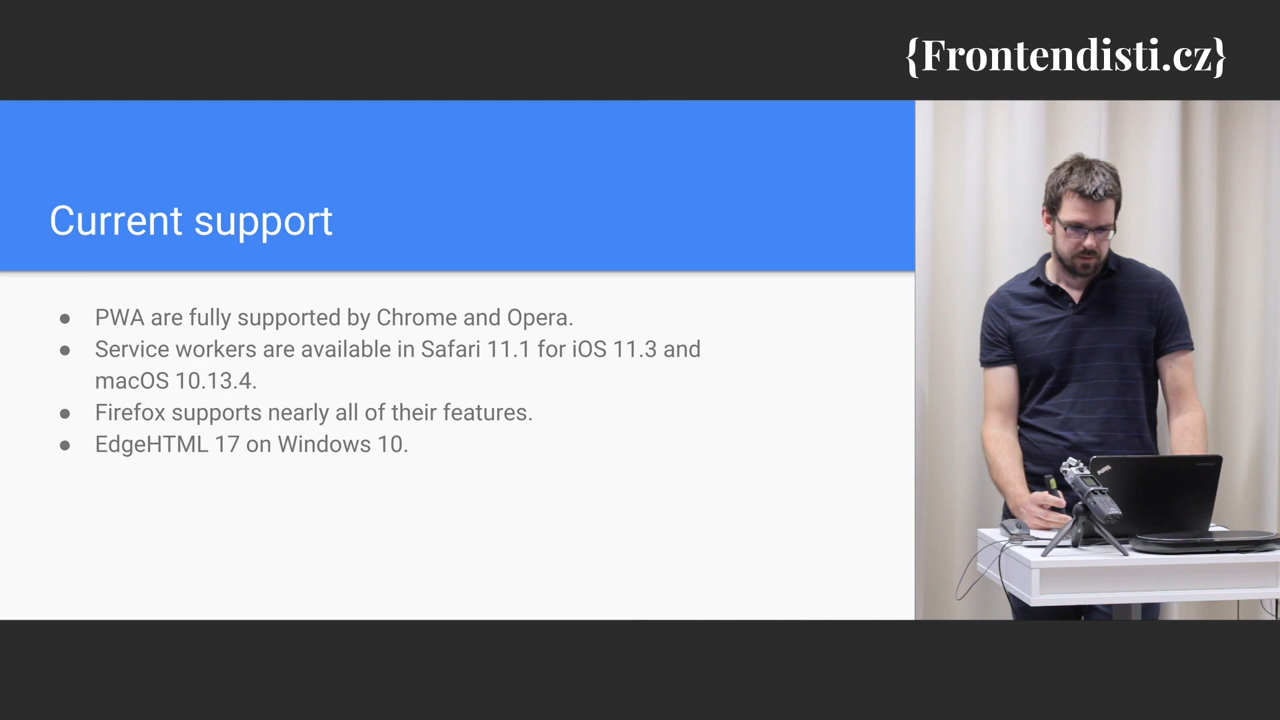 {Frontendisti.cz}
Current support
● PWA are fully supported by Chrome and Opera.
● Service workers are available in Safari 11.1 for iOS 11.3 and
macOS 10.13.4.
● Firefox supports nearly all of their features.
● EdgeHTML 17 on Windows 10.